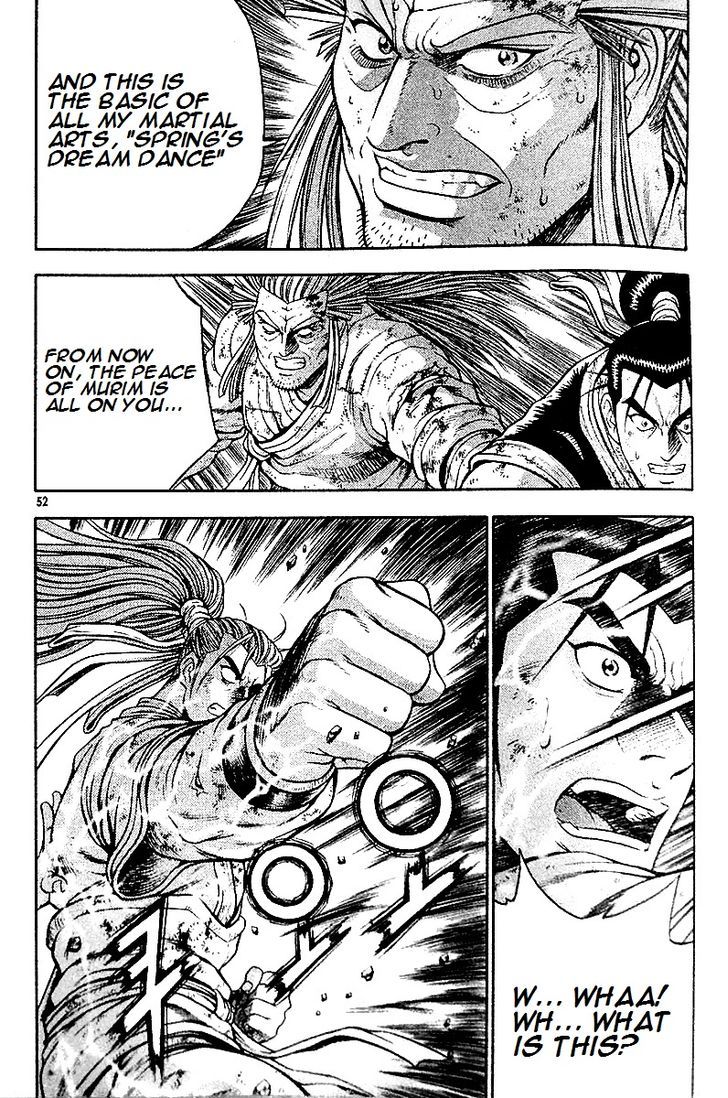 AND THIS IS
THE BASIC OF
ALL MY MARTIAL
ARTS, "SPRING'S
DREAM DANCE"
FROM NOW
ON, THE PEACE
OF MURIM IS
ALL ON YOU...
52
W... WHAA!
WH... WHAT
IS THIS?